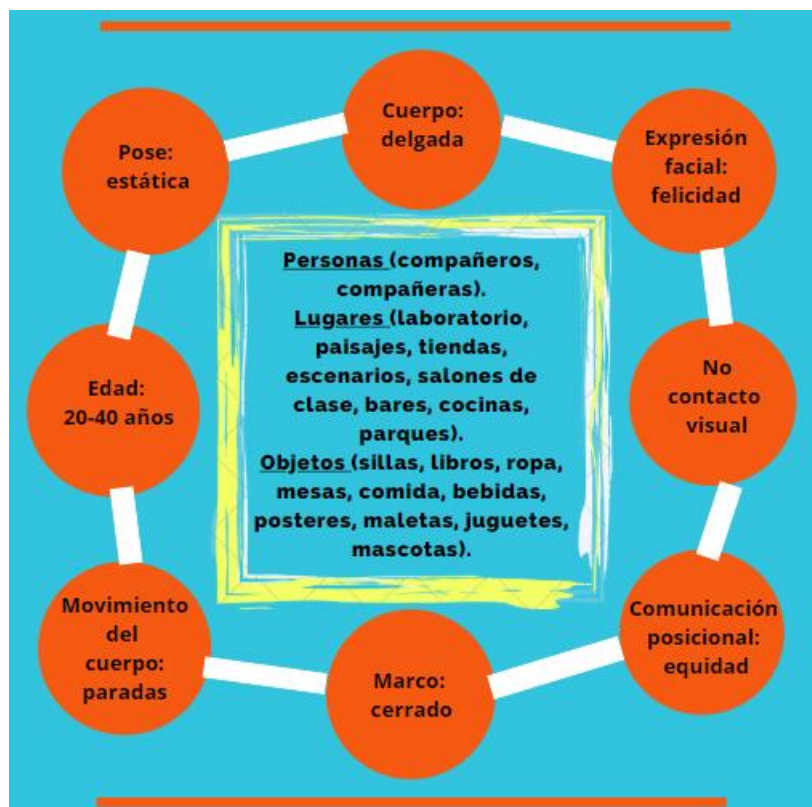 Cuerpo:
delgada
Expresión
facial:
felicidad
No
contacto
visual
Comunicación
posicional:
equidad
Marco:
cerrado
Movimiento
del
cuerpo:
paradas
Edad:
20-40 años
Pose:
estática
Personas (compañeros,
compañeras).
Lugares (laboratorio,
paisajes, tiendas,
escenarios, salones de
clase, bares, cocinas,
parques).
Objetos (sillas, libros, ropa,
mesas, comida, bebidas,
posteres, maletas, juguetes,
mascotas).